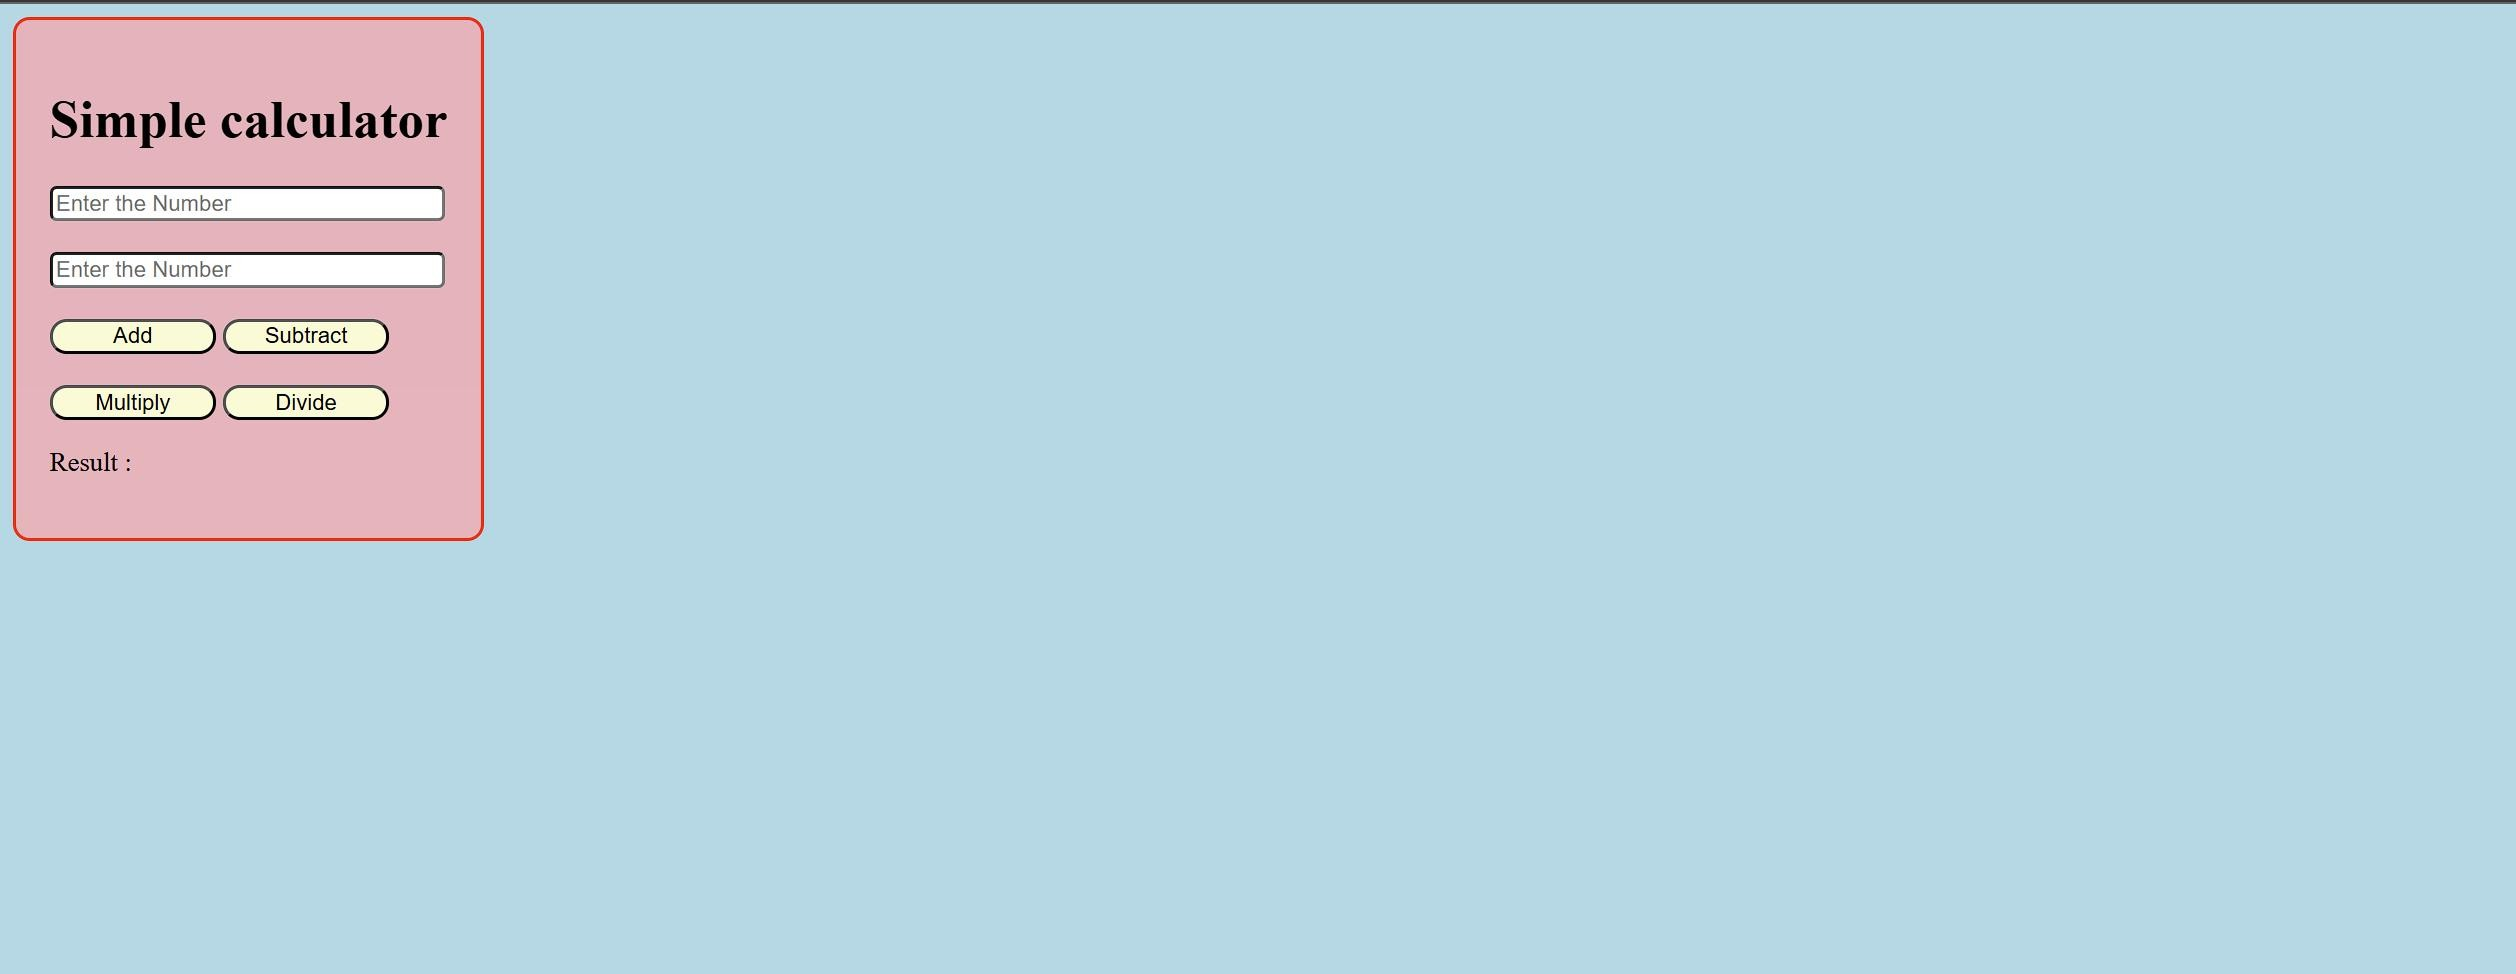 Simple calculator
Enter the Number
Enter the Number
Add Subtract
Multiply Divide
Result :